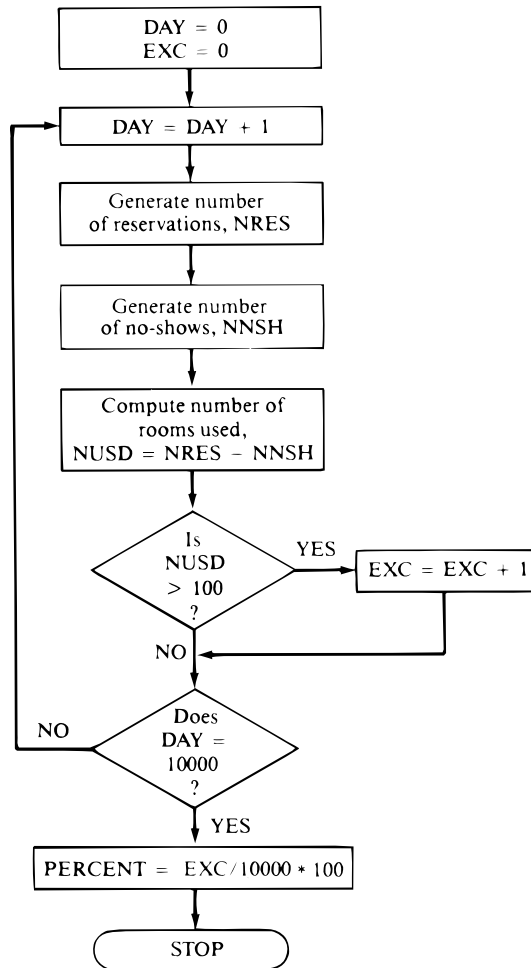 DAY = 0
EXC = 0
DAY = DAY + 1
Generate number
of reservations, NRES
Generate number
of no-shows, NNSH
Compute number of
rooms used,
NUSD = NRES - NNSH
Is
NUSD
> 100
?
YES
EXC = EXC + 1
NO
Does
DAY =
10000
?
NO
YES
PERCENT = EXC/10000 * 100
STOP